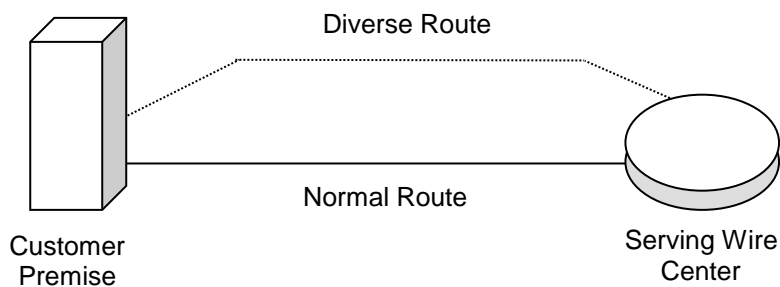 Diverse Route
Normal Route
Customer
Premise
Serving Wire
Center